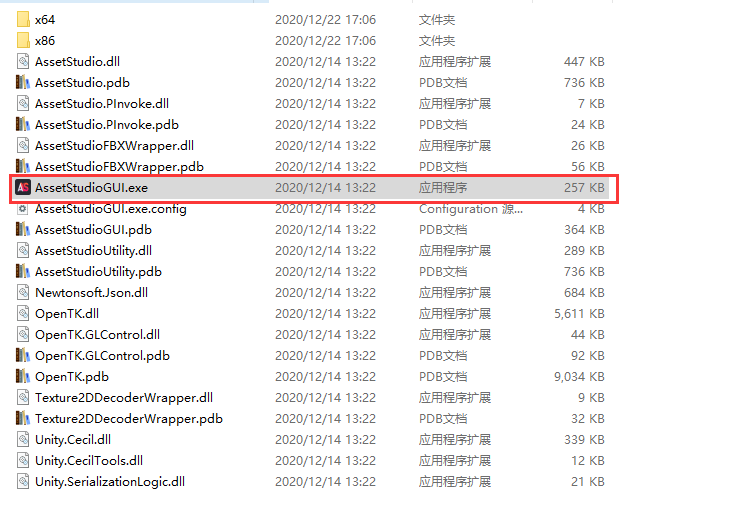 x64 2020/12/22 17:06 文件夹
x86 2020/12/22 17:06 文件夹
AssetStudio.dll 2020/12/14 13:22 应用程序扩展 447 KB
AssetStudio.pdb 2020/12/14 13:22 PDB文档 736 KB
AssetStudio.PInvoke.dll 2020/12/14 13:22 应用程序扩展 7 KB
AssetStudio.PInvoke.pdb 2020/12/14 13:22 PDB文档 24 KB
AssetStudioFBXWrapper.dll 2020/12/14 13:22 应用程序扩展 26 KB
AssetStudioFBXWrapper.pdb 2020/12/14 13:22 PDB文档 56 KB
AssetStudioGUI.exe 2020/12/14 13:22 应用程序 257 KB
AssetStudioGUI.exe.config 2020/12/14 13:22 Configuration 源... 4 KB
AssetStudioGUI.pdb 2020/12/14 13:22 PDB文档 364 KB
AssetStudioUtility.dll 2020/12/14 13:22 应用程序扩展 289 KB
AssetStudioUtility.pdb 2020/12/14 13:22 PDB文档 736 KB
Newtonsoft.Json.dll 2020/12/14 13:22 应用程序扩展 684 KB
OpenTK.dll 2020/12/14 13:22 应用程序扩展 5,611 KB
OpenTK.GLControl.dll 2020/12/14 13:22 应用程序扩展 44 KB
OpenTK.GLControl.pdb 2020/12/14 13:22 PDB文档 92 KB
OpenTK.pdb 2020/12/14 13:22 PDB文档 9,034 KB
Texture2DDecoderWrapper.dll 2020/12/14 13:22 应用程序扩展 9 KB
Texture2DDecoderWrapper.pdb 2020/12/14 13:22 PDB文档 32 KB
Unity.Cecil.dll 2020/12/14 13:22 应用程序扩展 339 KB
Unity.CecilTools.dll 2020/12/14 13:22 应用程序扩展 12 KB
Unity.SerializationLogic.dll 2020/12/14 13:22 应用程序扩展 21 KB